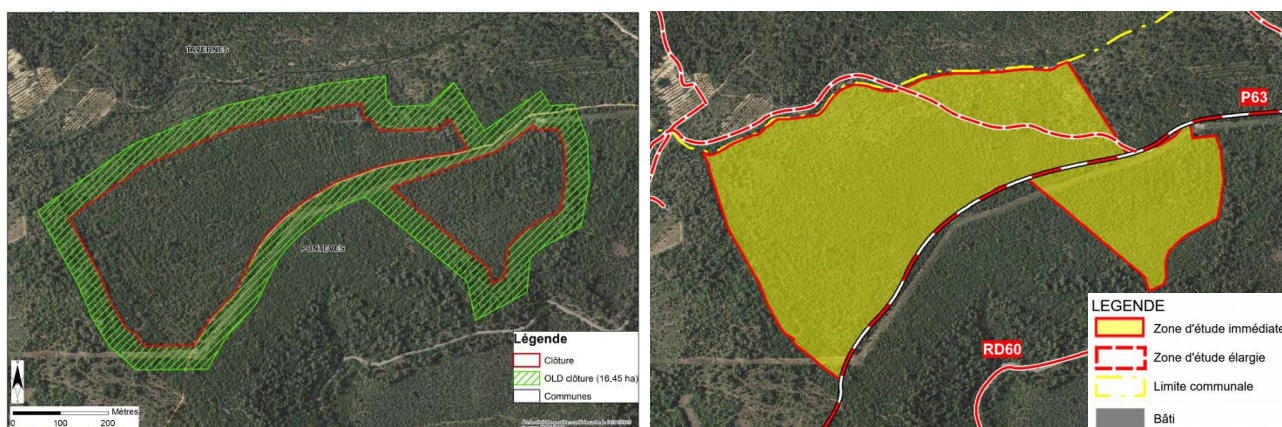 TAVERNES
PONTEVES
Légende
Clôture
OLD clôture (16,45 ha)
Communes
Mètres
0 100 200
P63
RD60
LEGENDE
Zone d'étude immédiate
Zone d'étude élargie
Limite communale
Bâti